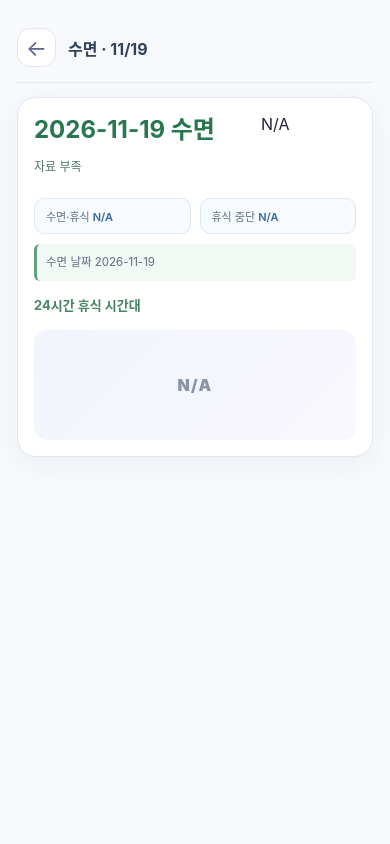 수면 · 11/19
2026-11-19 수면
N/A
자료 부족
수면·휴식 N/A
휴식 중단 N/A
수면 날짜 2026-11-19
24시간 휴식 시간대
N/A